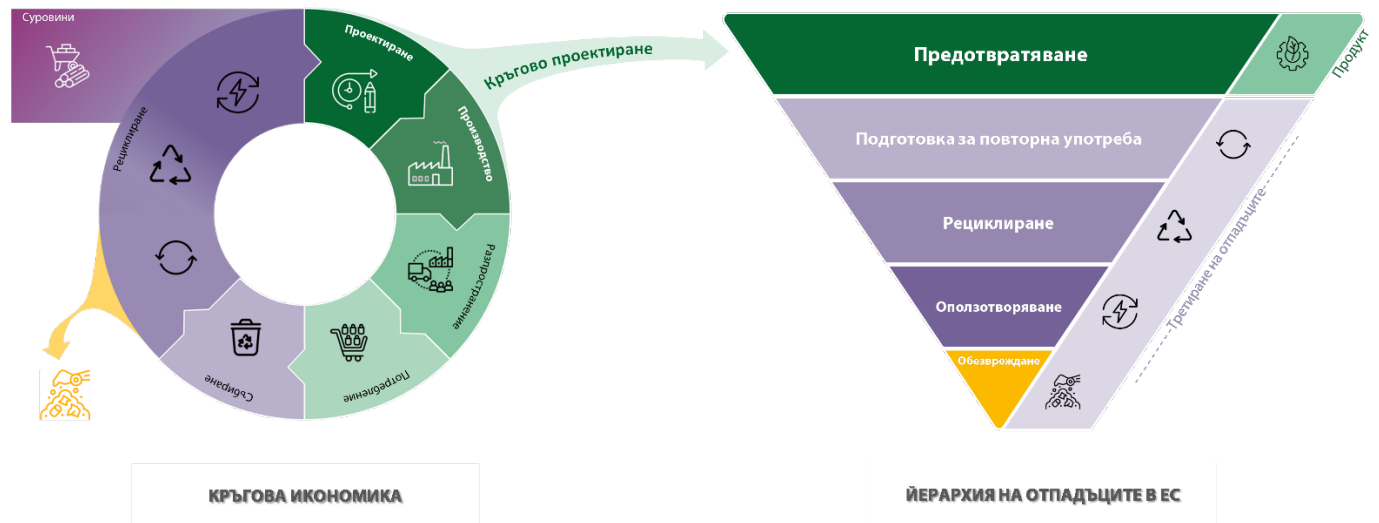 Суровини
Проектиране
Производство
Разпространение
Потребление
Събиране
Рециклиране
Кръгово проектиране
Предотвратяване
Продукт
Подготовка за повторна употреба
Рециклиране
Оползотворяване
Обезвреждане
Третиране на отпадъците
КРЪГОВА ИКОНОМИКА
ЙЕРАРХИЯ НА ОТПАДЪЦИТЕ В ЕС